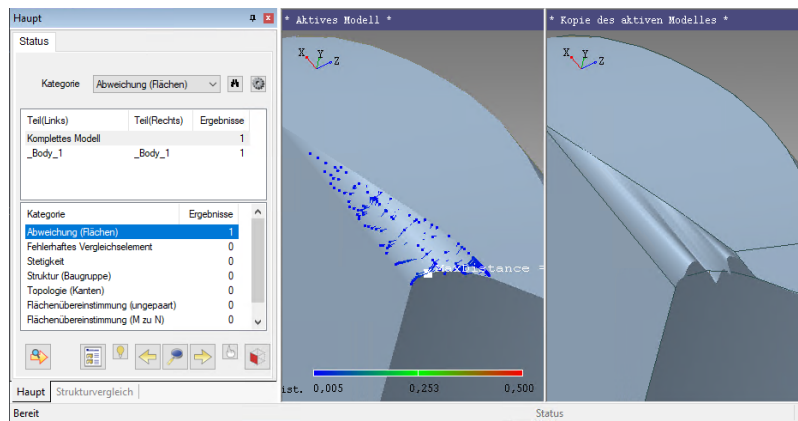 Haupt
Status
Kategorie Abweichung (Flächen)
Teil(Links) Teil(Rechts) Ergebnisse
Komplettes Modell 1
_Body_1 _Body_1 1
Kategorie Ergebnisse
Abweichung (Flächen) 1
Fehlerhaftes Vergleichselement 0
Stetigkeit 0
Struktur (Baugruppe) 0
Topologie (Kanten) 0
Flächenübereinstimmung (ungepaart) 0
Flächenübereinstimmung (M zu N) 0
Haupt Strukturvergleich
Bereit Status
* Aktives Modell *
X Y Z
MaxDistance =
ist. 0,005 0,253 0,500
* Kopie des aktiven Modelles *
X Y Z